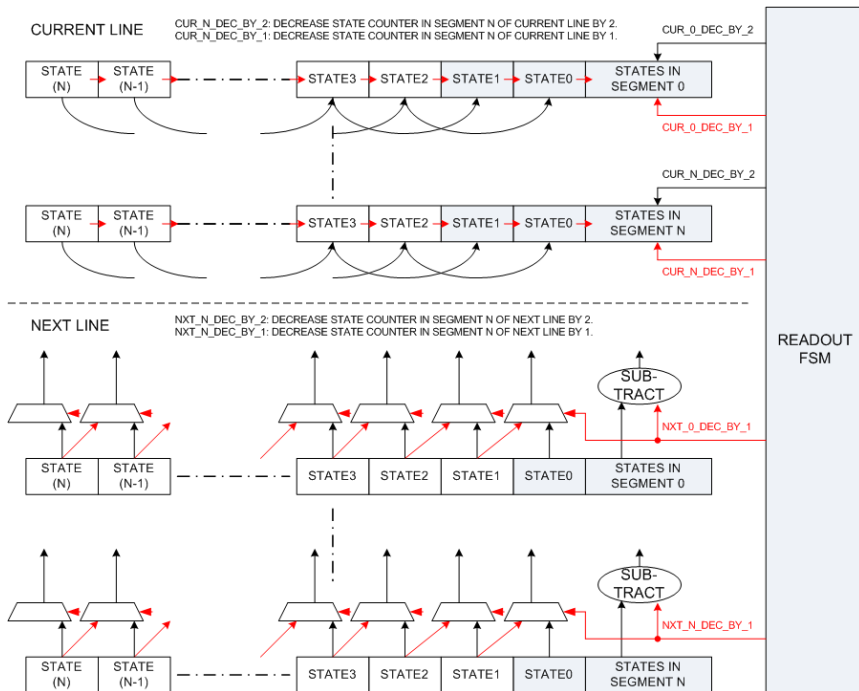 CURRENT LINE
CUR_N_DEC_BY_2: DECREASE STATE COUNTER IN SEGMENT N OF CURRENT LINE BY 2.
CUR_N_DEC_BY_1: DECREASE STATE COUNTER IN SEGMENT N OF CURRENT LINE BY 1.
CUR_0_DEC_BY_2
STATE (N)
STATE (N-1)
STATE3
STATE2
STATE1
STATE0
STATES IN
SEGMENT 0
CUR_0_DEC_BY_1
CUR_N_DEC_BY_2
STATE (N)
STATE (N-1)
STATE3
STATE2
STATE1
STATE0
STATES IN
SEGMENT N
CUR_N_DEC_BY_1
READOUT
FSM
NEXT LINE
NXT_N_DEC_BY_2: DECREASE STATE COUNTER IN SEGMENT N OF NEXT LINE BY 2.
NXT_N_DEC_BY_1: DECREASE STATE COUNTER IN SEGMENT N OF NEXT LINE BY 1.
SUB-
TRACT
NXT_0_DEC_BY_1
STATE (N)
STATE (N-1)
STATE3
STATE2
STATE1
STATE0
STATES IN
SEGMENT 0
SUB-
TRACT
NXT_N_DEC_BY_1
STATE (N)
STATE (N-1)
STATE3
STATE2
STATE1
STATE0
STATES IN
SEGMENT N